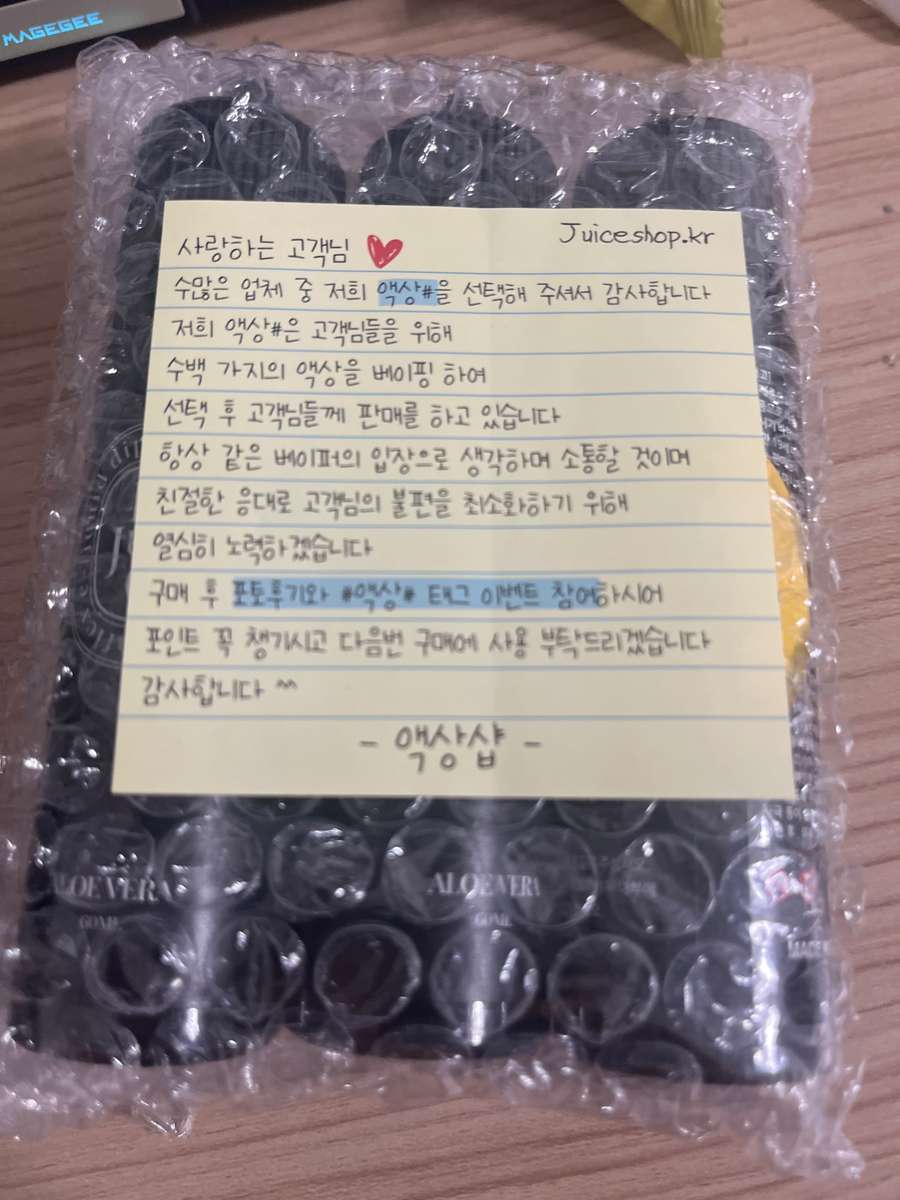 MAGEGEE
Juiceshop.kr
사랑하는 고객님
수많은 업체 중 저희 액상#을 선택해 주셔서 감사합니다
저희 액상#은 고객님들을 위해
수백 가지의 액상을 베이핑 하여
선택 후 고객님들께 판매를 하고 있습니다
항상 같은 베이퍼의 입장으로 생각하며 소통할 것이며
친절한 응대로 고객님의 불편을 최소화하기 위해
열심히 노력하겠습니다
구매 후 포토후기와 #액상# 태그 이벤트 참여하시어
포인트 꼭 챙기시고 다음번 구매에 사용 부탁드리겠습니다
감사합니다 ^^
- 액상샵 -
ALOE VERA ALOE VERA
60ML 60ML